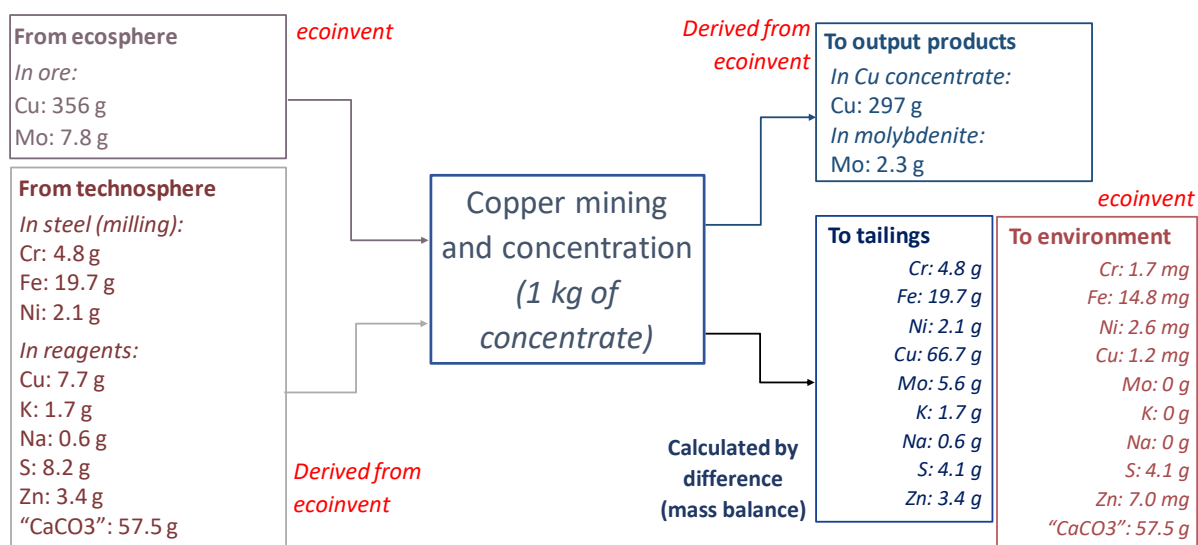 From ecosphere
In ore:
Cu: 356 g
Mo: 7.8 g
ecoinvent
From technosphere
In steel (milling):
Cr: 4.8 g
Fe: 19.7 g
Ni: 2.1 g
In reagents:
Cu: 7.7 g
K: 1.7 g
Na: 0.6 g
S: 8.2 g
Zn: 3.4 g
“CaCO3”: 57.5 g
Derived from
ecoinvent
Copper mining
and concentration
(1 kg of
concentrate)
Derived from
ecoinvent
To output products
In Cu concentrate:
Cu: 297 g
In molybdenite:
Mo: 2.3 g
To tailings
Cr: 4.8 g
Fe: 19.7 g
Ni: 2.1 g
Cu: 66.7 g
Mo: 5.6 g
K: 1.7 g
Na: 0.6 g
S: 4.1 g
Zn: 3.4 g
Calculated by
difference
(mass balance)
ecoinvent
To environment
Cr: 1.7 mg
Fe: 14.8 mg
Ni: 2.6 mg
Cu: 1.2 mg
Mo: 0 g
K: 0 g
Na: 0 g
S: 4.1 g
Zn: 7.0 mg
“CaCO3”: 57.5 g